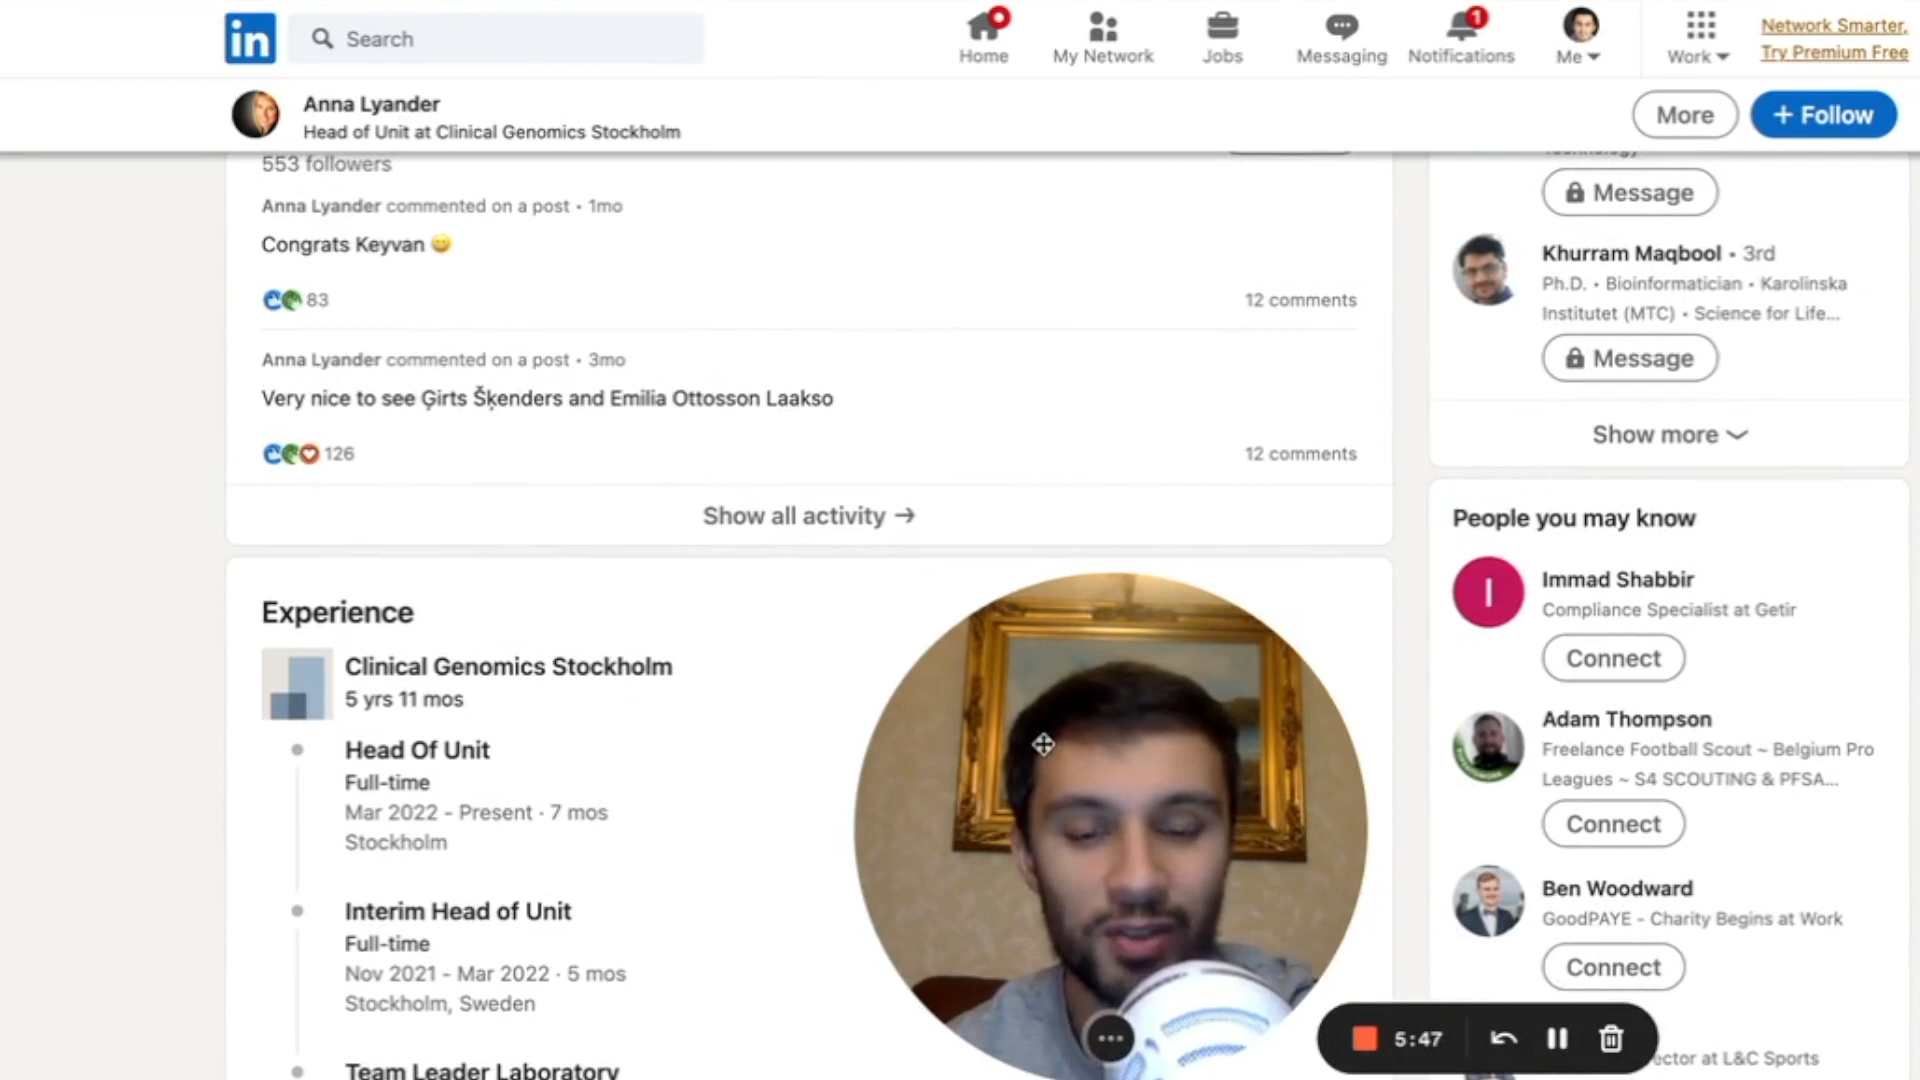 in
Search
Home
My Network
Jobs
Messaging
1
Notifications
Me
Work
Network Smarter,
Try Premium Free
Anna Lyander
Head of Unit at Clinical Genomics Stockholm
More
+ Follow
553 followers
Anna Lyander commented on a post • 1mo
Congrats Keyvan 😀
83
12 comments
Anna Lyander commented on a post • 3mo
Very nice to see Ģirts Šķenders and Emilia Ottosson Laakso
126
12 comments
Show all activity →
Experience
Clinical Genomics Stockholm
5 yrs 11 mos
Head Of Unit
Full-time
Mar 2022 - Present · 7 mos
Stockholm
Interim Head of Unit
Full-time
Nov 2021 - Mar 2022 · 5 mos
Stockholm, Sweden
Team Leader Laboratory
Message
Khurram Maqbool • 3rd
Ph.D. • Bioinformatician • Karolinska
Institutet (MTC) • Science for Life...
Message
Show more
People you may know
I
Immad Shabbir
Compliance Specialist at Getir
Connect
Adam Thompson
Freelance Football Scout ~ Belgium Pro
Leagues ~ S4 SCOUTING & PFSA...
Connect
Ben Woodward
GoodPAYE - Charity Begins at Work
Connect
5:47
at L&C Sports